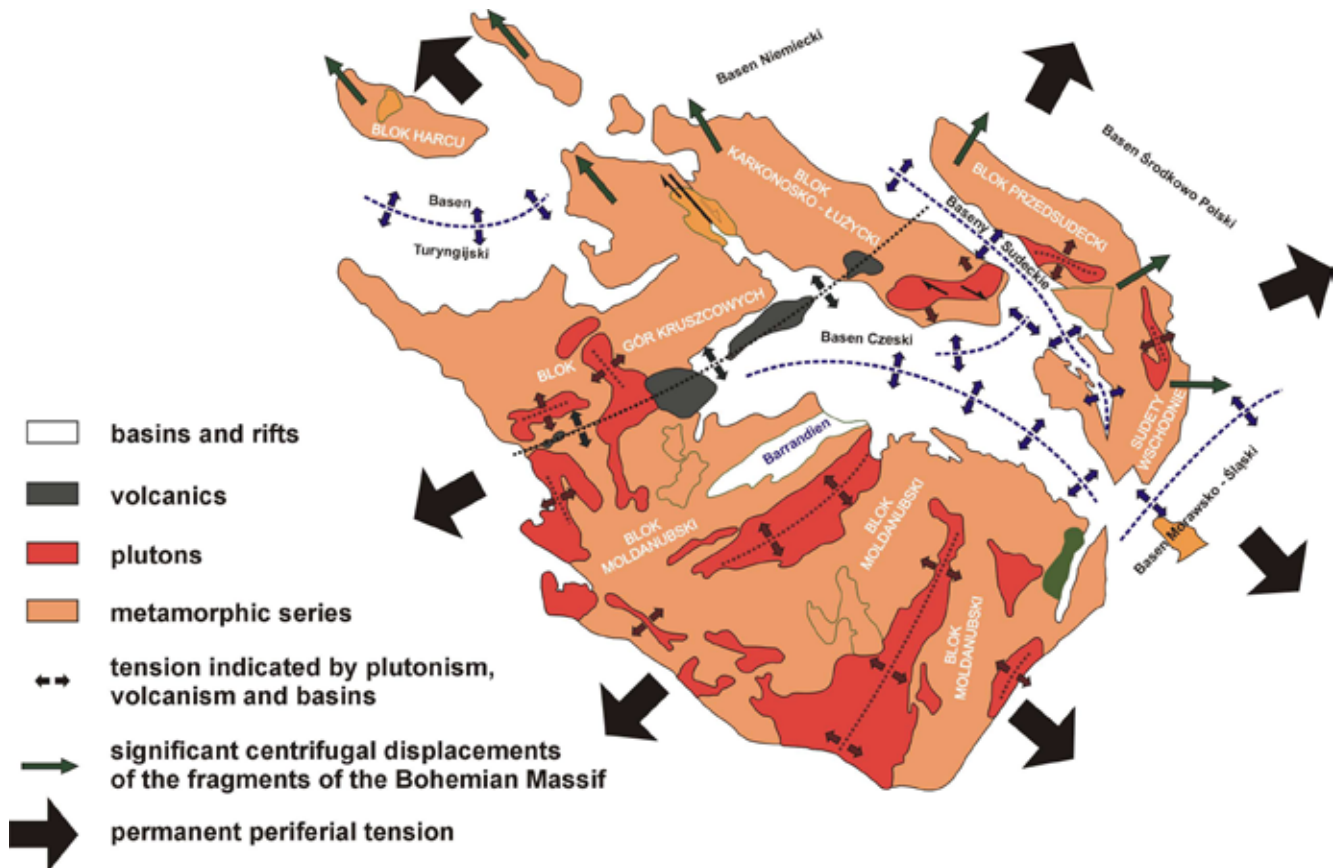 Basen Niemiecki
BLOK HARCU
Basen
Turyngijski
BLOK
KARKONOSKO - ŁUŻYCKI
BLOK PRZEDSUDECKI
Basen Środkowo Polski
Baseny Sudeckie
BLOK GÓR KRUSZCOWYCH
Basen Czeski
SUDETY
WSCHODNIE
Basen Morawsko - Śląski
Barrandien
BLOK
MOLDANUBSKI
BLOK
MOLDANUBSKI
BLOK
MOLDANUBSKI
basins and rifts
volcanics
plutons
metamorphic series
tension indicated by plutonism,
volcanism and basins
significant centrifugal displacements
of the fragments of the Bohemian Massif
permanent periferial tension